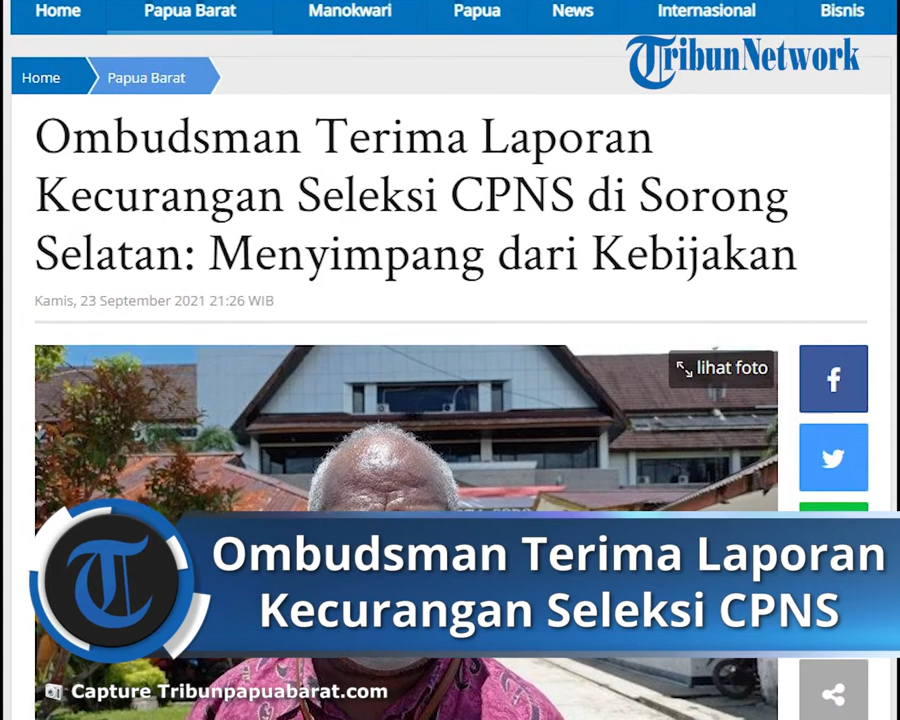 Home Papua Barat Manokwari Papua News Internasional Bisnis
TribunNetwork
Home Papua Barat
Ombudsman Terima Laporan
Kecurangan Seleksi CPNS di Sorong
Selatan: Menyimpang dari Kebijakan
Kamis, 23 September 2021 21:26 WIB
lihat foto
f
T
Ombudsman Terima Laporan
Kecurangan Seleksi CPNS
Capture Tribunpapuabarat.com